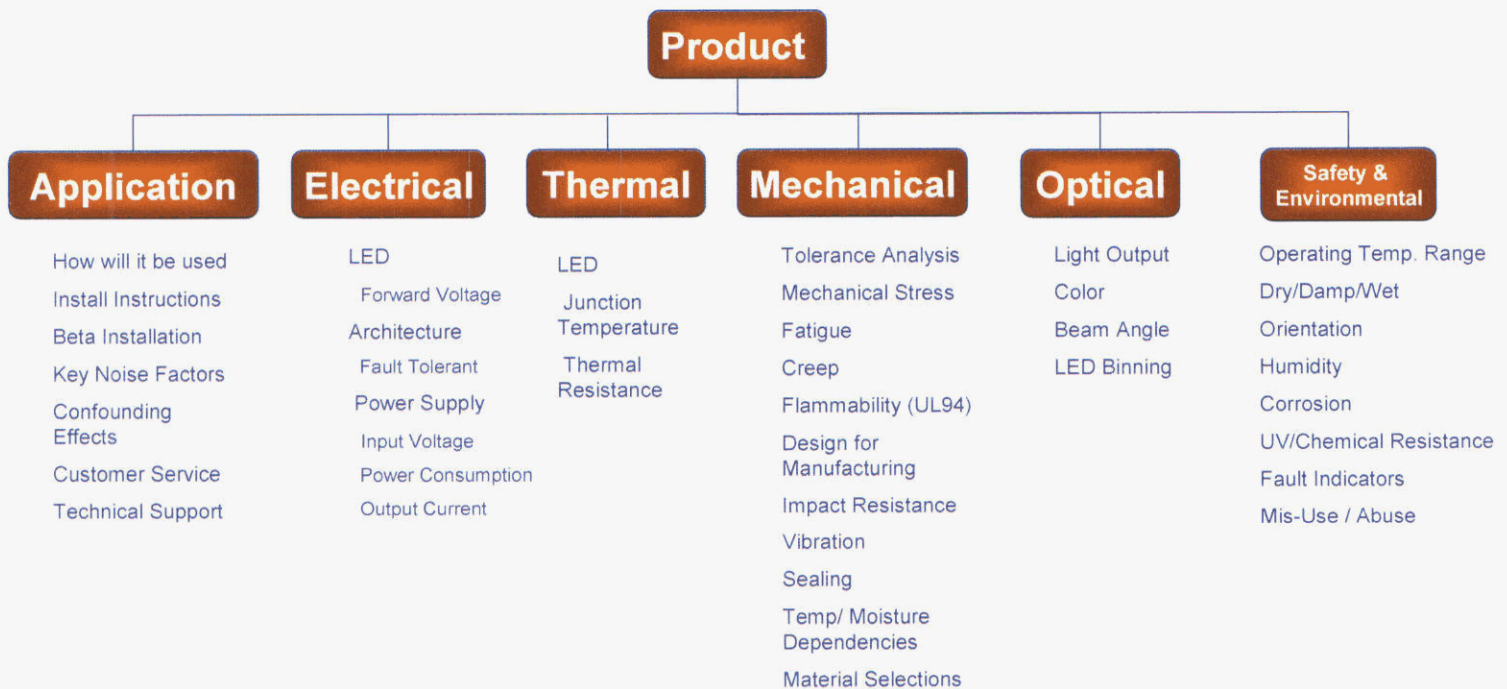 Product
Application
Electrical
Thermal
Mechanical
Optical
Safety &
Environmental
How will it be used
Install Instructions
Beta Installation
Key Noise Factors
Confounding
Effects
Customer Service
Technical Support
LED
Forward Voltage
Architecture
Fault Tolerant
Power Supply
Input Voltage
Power Consumption
Output Current
LED
Junction
Temperature
Thermal
Resistance
Tolerance Analysis
Mechanical Stress
Fatigue
Creep
Flammability (UL94)
Design for
Manufacturing
Impact Resistance
Vibration
Sealing
Temp/ Moisture
Dependencies
Material Selections
Light Output
Color
Beam Angle
LED Binning
Operating Temp. Range
Dry/Damp/Wet
Orientation
Humidity
Corrosion
UV/Chemical Resistance
Fault Indicators
Mis-Use / Abuse